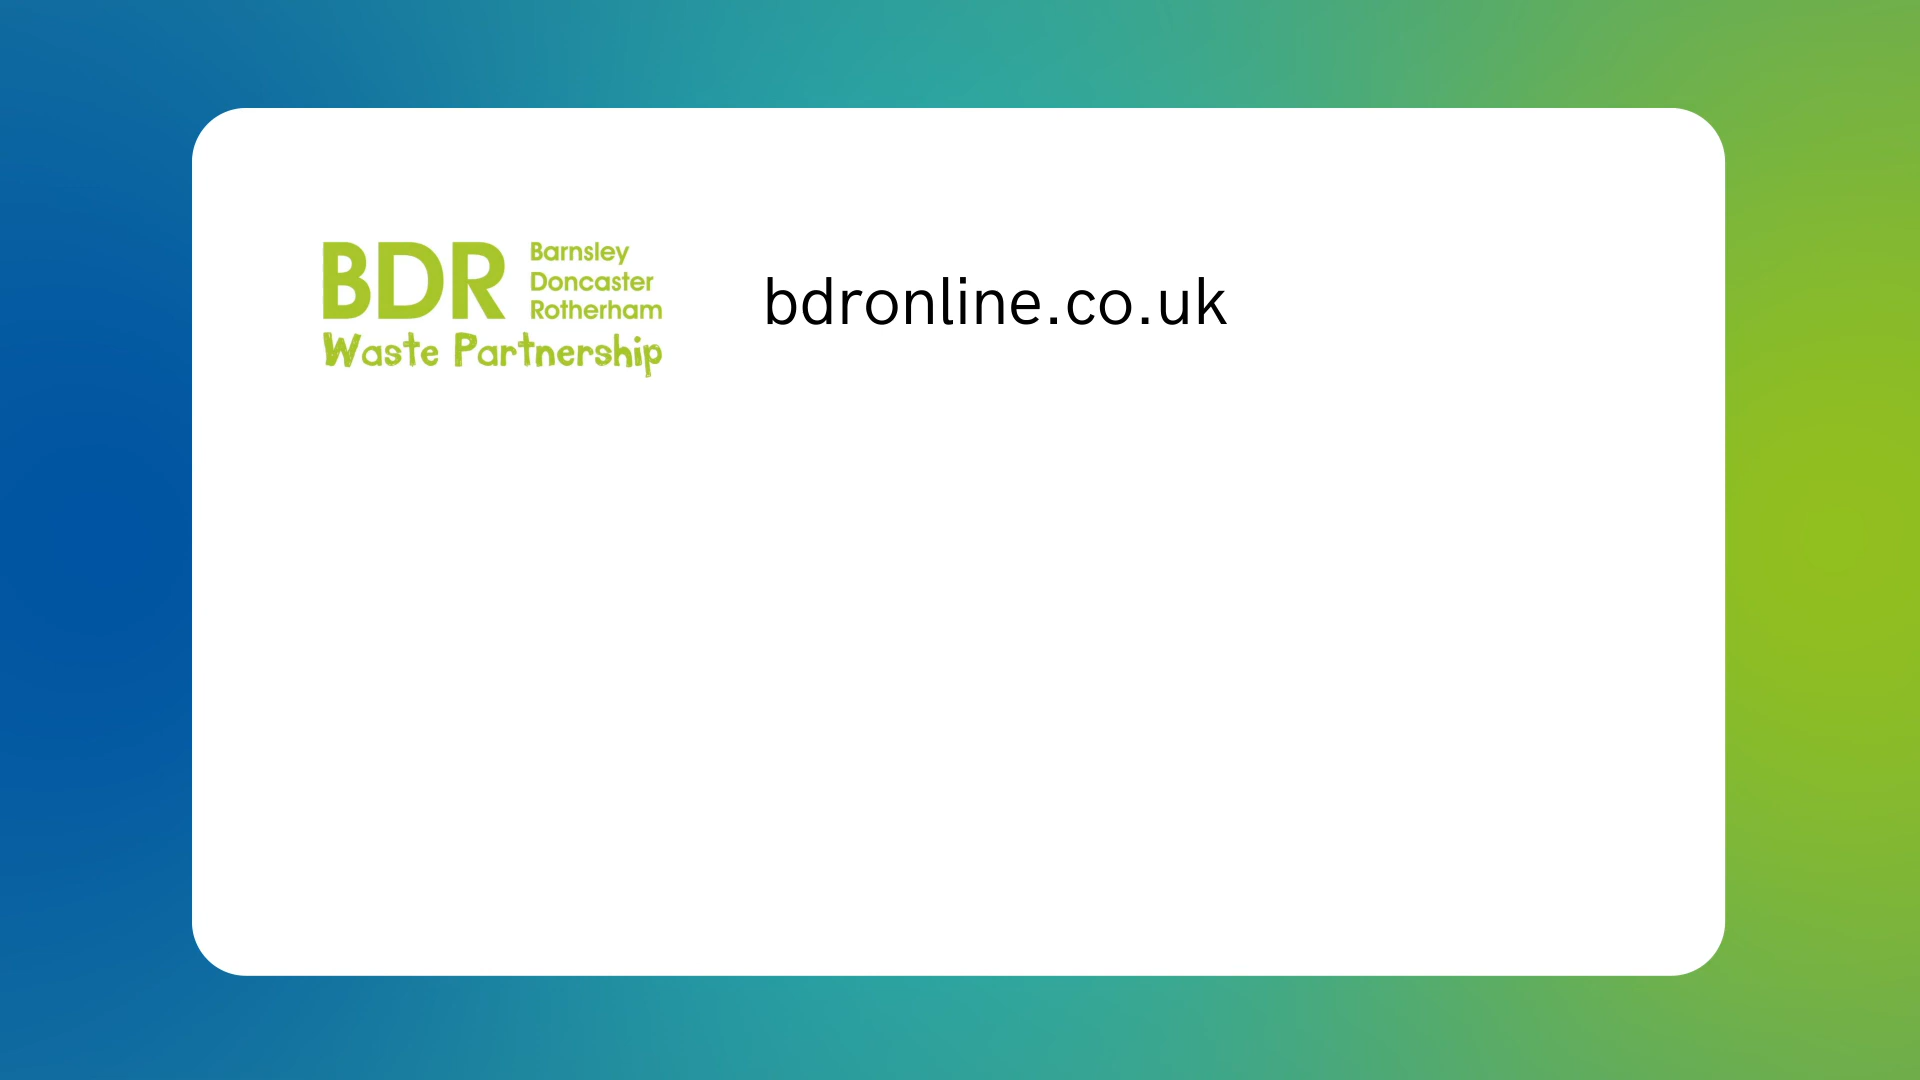 BDR
Barnsley
Doncaster
Rotherham
Waste Partnership
bdronline.co.uk